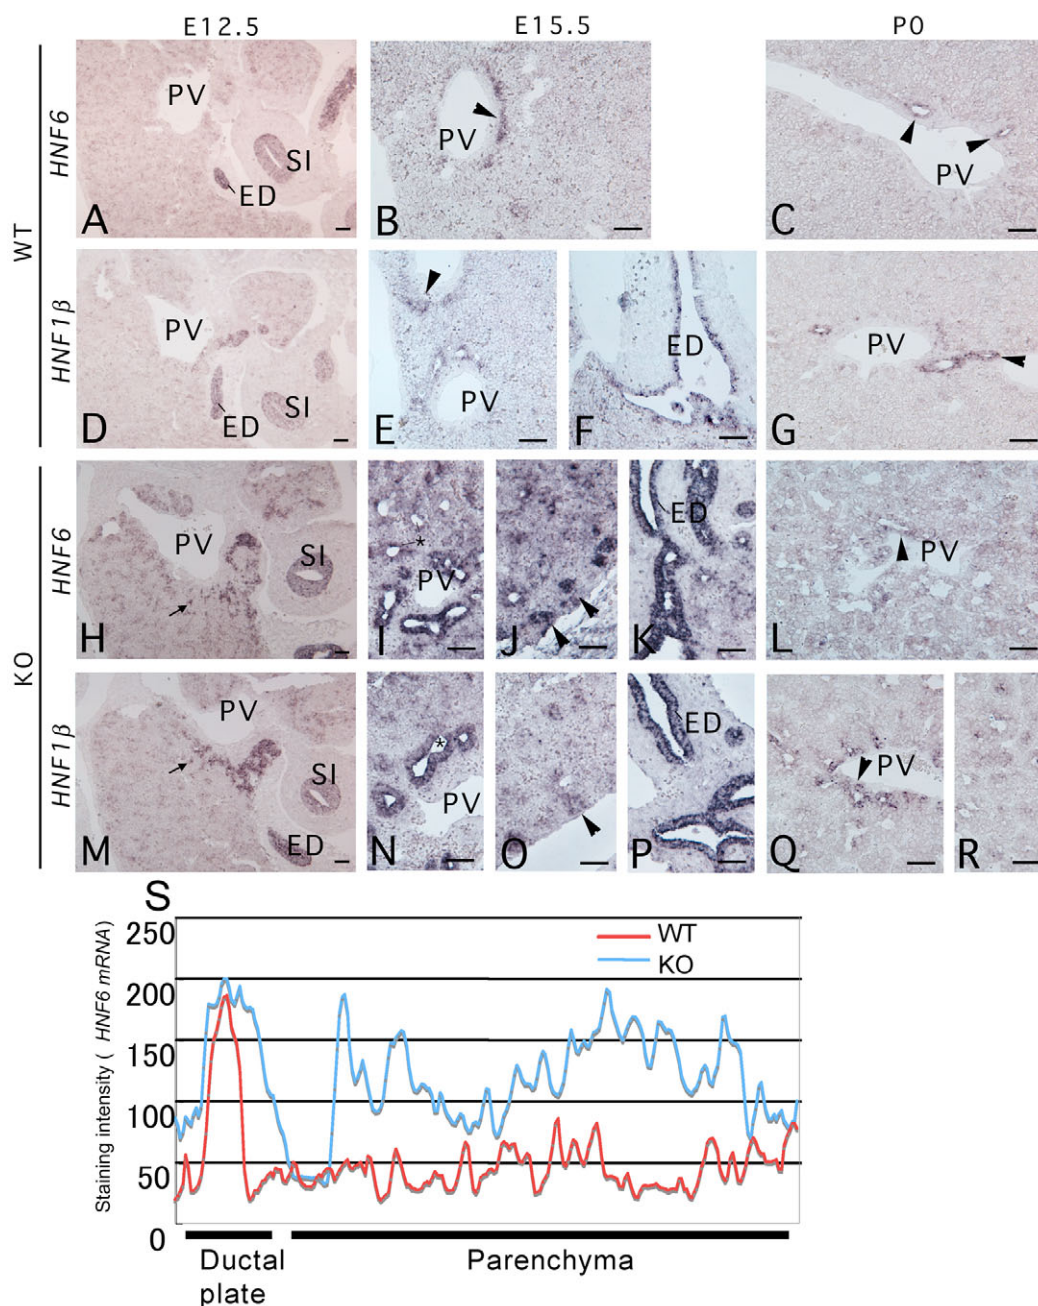 E12.5 E15.5 P0
WT
HNF6
PV SI ED A
PV B
PV C
HNF1β
PV ED SI D
PV E
ED F
PV G
KO
HNF6
PV SI H
* PV I
J
ED K
PV L
HNF1β
PV SI ED M
* PV N
O
ED P
PV Q
R
S
Staining intensity ( HNF6 mRNA)
250
200
150
100
50
0
WT
KO
Ductal
plate
Parenchyma